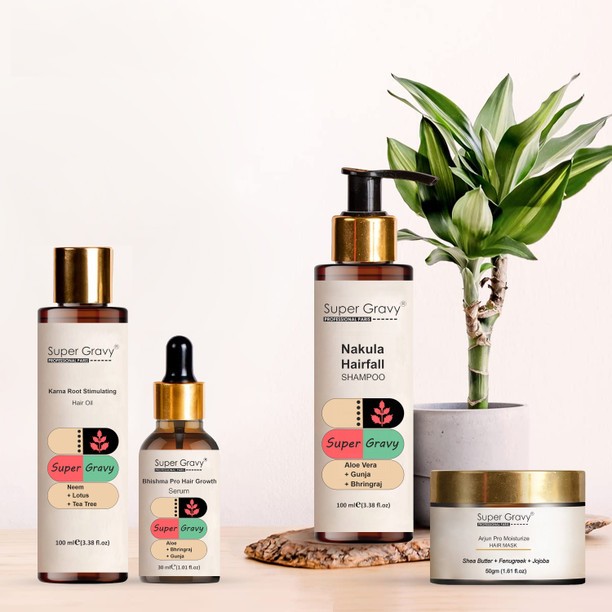 Super Gravy®
PROFESSIONAL PARIS
Karna Root Stimulating
Hair Oil
Super Gravy
Neem
+ Lotus
+ Tea Tree
100 ml℮(3.38 fl.oz)
Super Gravy®
PROFESSIONAL PARIS
Bhishma Pro Hair Growth
Serum
Super Gravy
Aloe
+ Bhringraj
+ Gunja
30 ml℮(1.01 fl.oz)
Super Gravy®
PROFESSIONAL PARIS
Nakula
Hairfall
SHAMPOO
Super Gravy
Aloe Vera
+ Gunja
+ Bhringraj
100 ml℮(3.38 fl.oz)
Super Gravy®
PROFESSIONAL PARIS
Arjun Pro Moisturize
HAIR MASK
Shea Butter + Fenugreek + Jojoba
50gm (1.01 fl.oz)